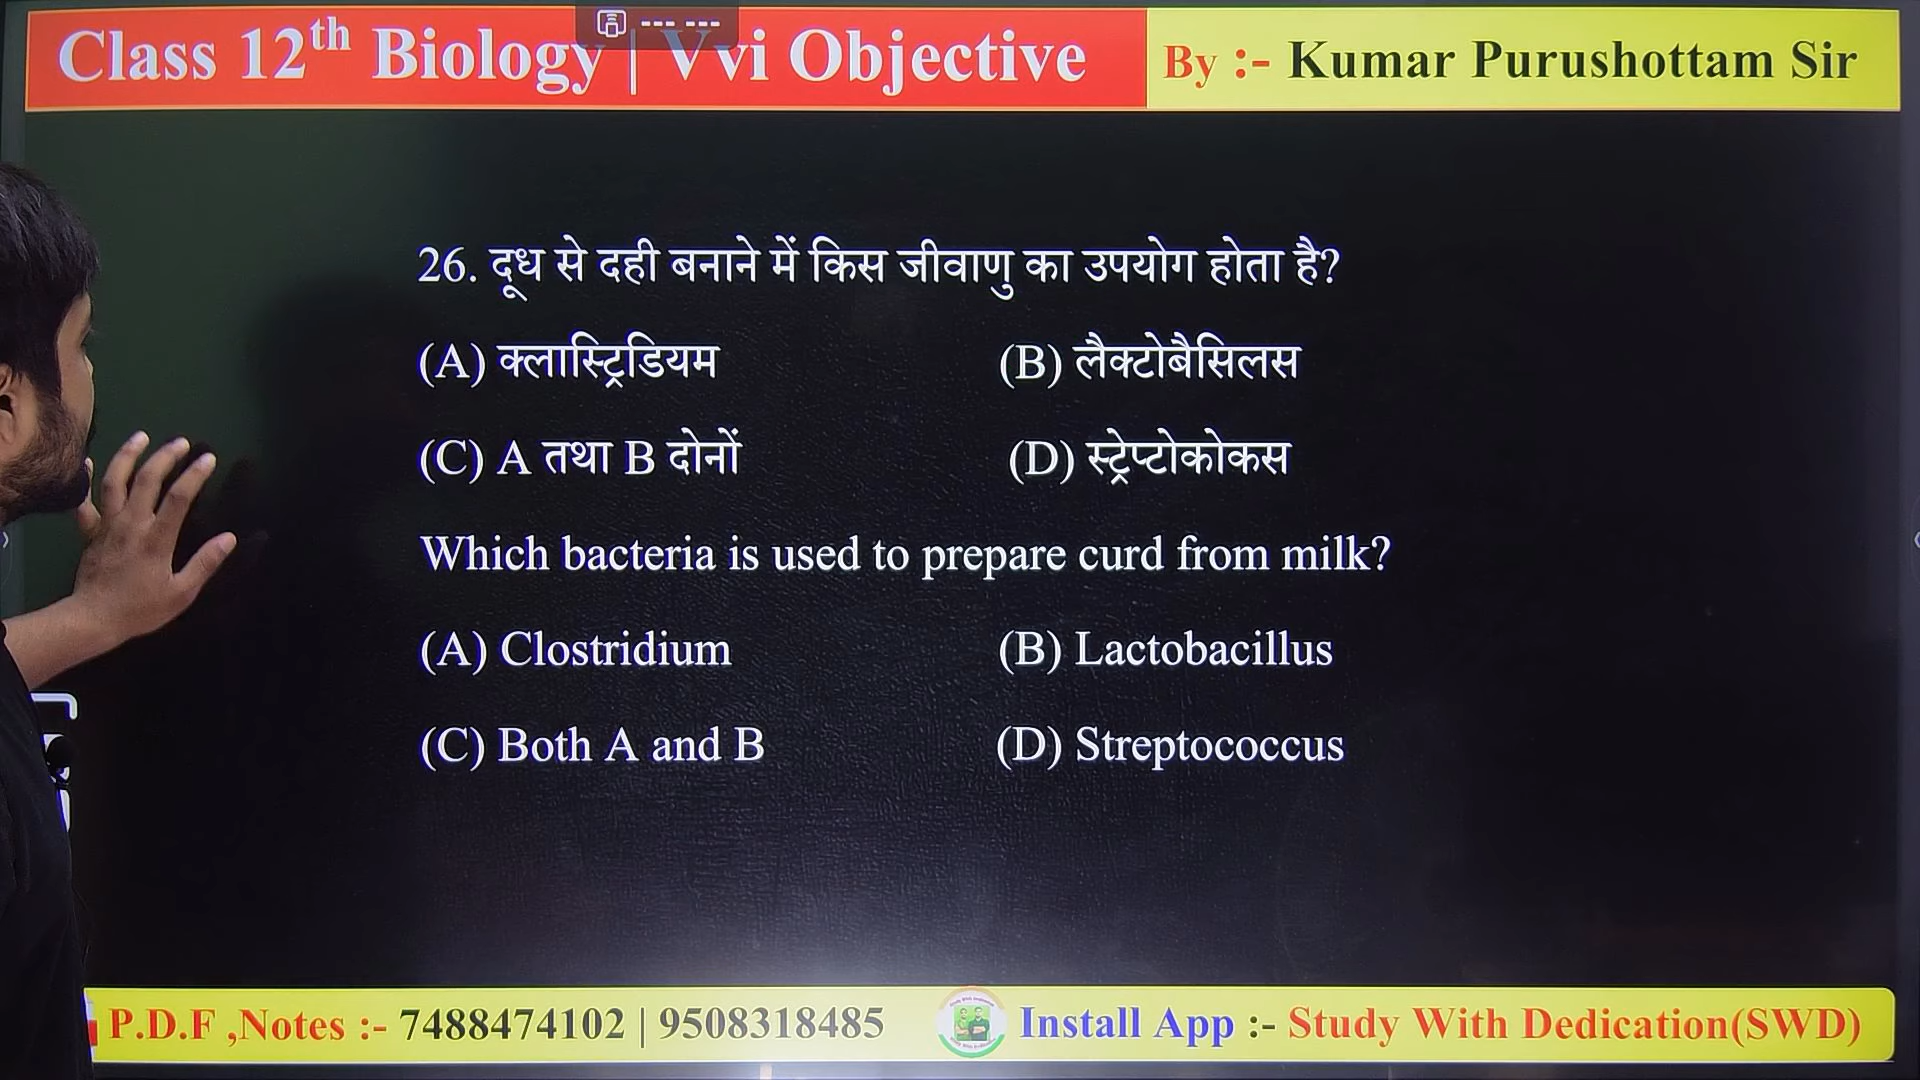 Class 12th Biology | Vvi Objective
By :- Kumar Purushottam Sir
26. दूध से दही बनाने में किस जीवाणु का उपयोग होता है?
(A) क्लास्ट्रिडियम (B) लैक्टोबैसिलस
(C) A तथा B दोनों (D) स्ट्रेप्टोकोकस
Which bacteria is used to prepare curd from milk?
(A) Clostridium (B) Lactobacillus
(C) Both A and B (D) Streptococcus
P.D.F ,Notes :- 7488474102 | 9508318485 Install App :- Study With Dedication(SWD)